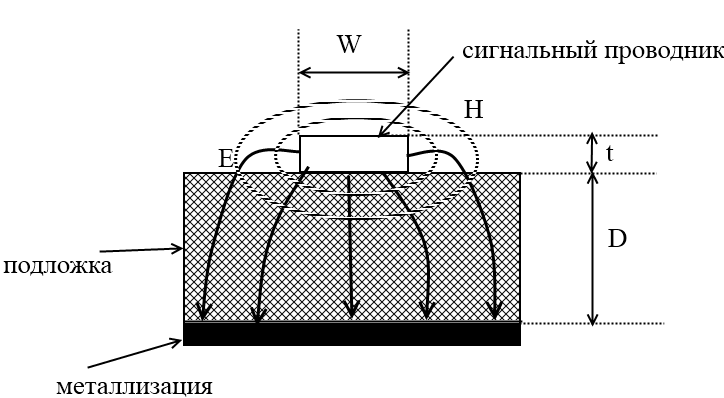 W
сигнальный проводник
H
E
t
D
подложка
металлизация